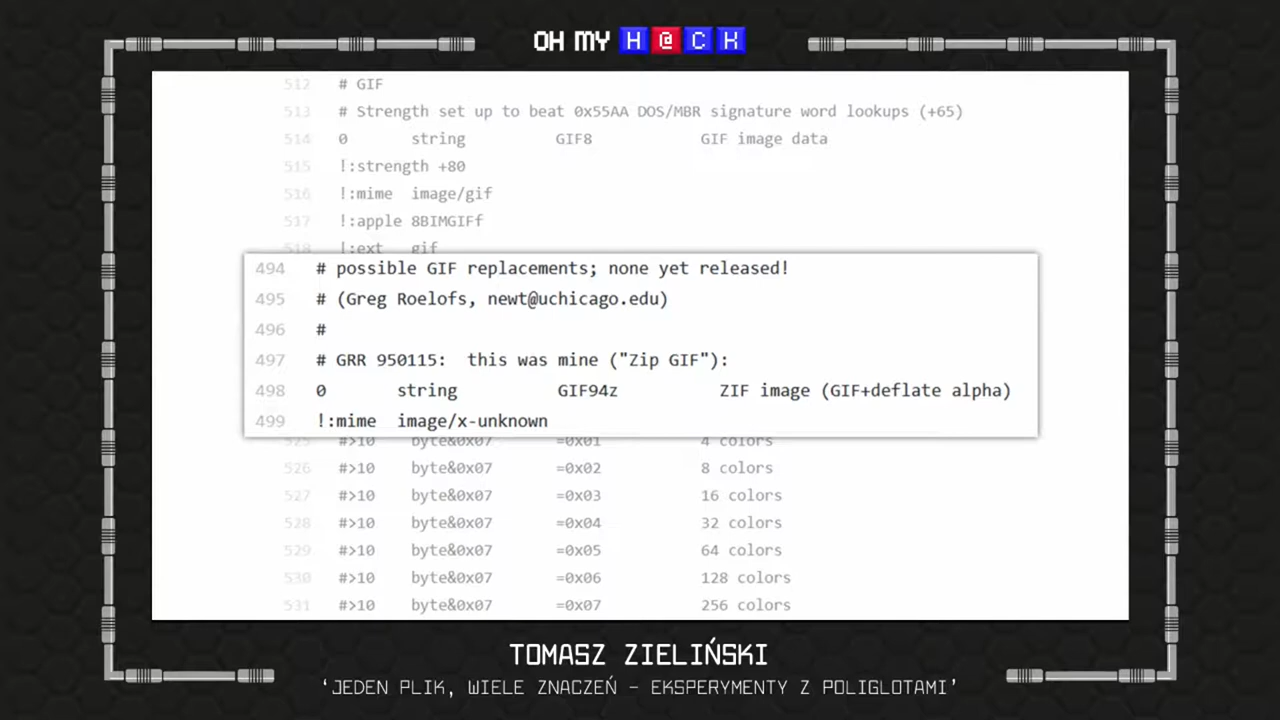 OH MY H@CK
512 # GIF
513 # Strength set up to beat 0x55AA DOS/MBR signature word lookups (+65)
514 0 string GIF8 GIF image data
515 !:strength +80
516 !:mime image/gif
517 !:apple 8BIMGIFf
518 !:ext gif
494 # possible GIF replacements; none yet released!
495 # (Greg Roelofs, newt@uchicago.edu)
496 #
497 # GRR 950115: this was mine ("Zip GIF"):
498 0 string GIF94z ZIF image (GIF+deflate alpha)
499 !:mime image/x-unknown
525 #>10 byte&0x07 =0x01 4 colors
526 #>10 byte&0x07 =0x02 8 colors
527 #>10 byte&0x07 =0x03 16 colors
528 #>10 byte&0x07 =0x04 32 colors
529 #>10 byte&0x07 =0x05 64 colors
530 #>10 byte&0x07 =0x06 128 colors
531 #>10 byte&0x07 =0x07 256 colors
TOMASZ ZIELIŃSKI
‘JEDEN PLIK, WIELE ZNACZEŃ – EKSPERYMENTY Z POLIGLOTAMI’